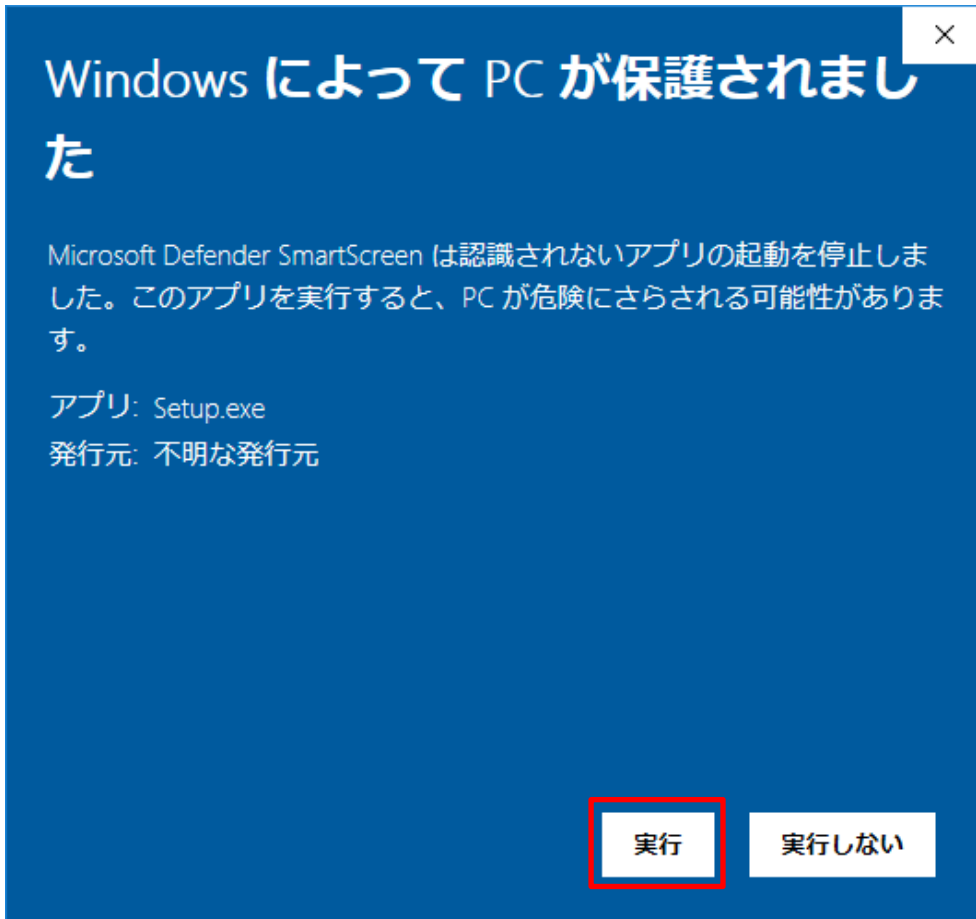 Windows によって PC が保護されまし
た
Microsoft Defender SmartScreen は認識されないアプリの起動を停止しま
した。このアプリを実行すると、PC が危険にさらされる可能性がありま
す。
アプリ: Setup.exe
発行元: 不明な発行元
実行 実行しない